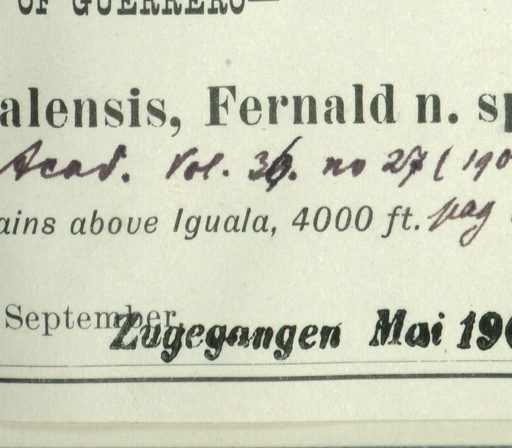 OF GUERRERO—
alensis, Fernald n. sp
Acad. Vol. 36. no 27 ( 190
ains above Iguala, 4000 ft. pag
September
Zugegangen Mai 190